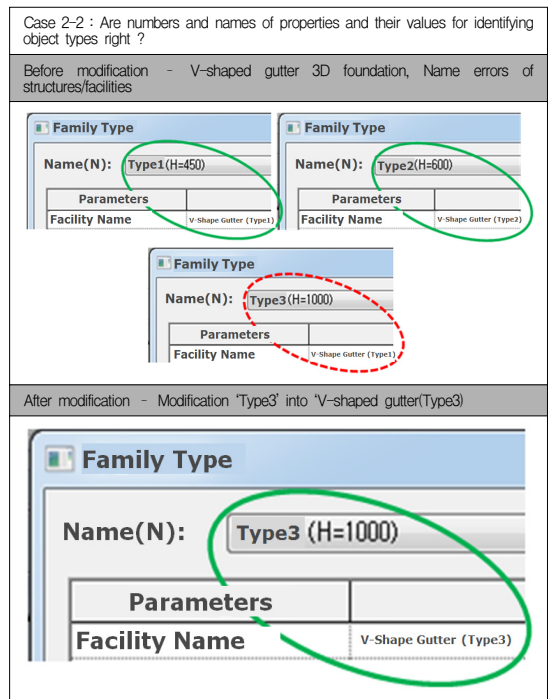 Case 2-2 : Are numbers and names of properties and their values for identifying
object types right ?
Before modification - V-shaped gutter 3D foundation, Name errors of
structures/facilities
Family Type
Name(N): Type1(H=450)
Parameters
Facility Name V-Shape Gutter (Type1)
Family Type
Name(N): Type2(H=600)
Parameters
Facility Name V-Shape Gutter (Type2)
Family Type
Name(N): Type3(H=1000)
Parameters
Facility Name V-Shape Gutter (Type1)
After modification - Modification 'Type3' into 'V-shaped gutter(Type3)
Family Type
Name(N): Type3 (H=1000)
Parameters
Facility Name V-Shape Gutter (Type3)